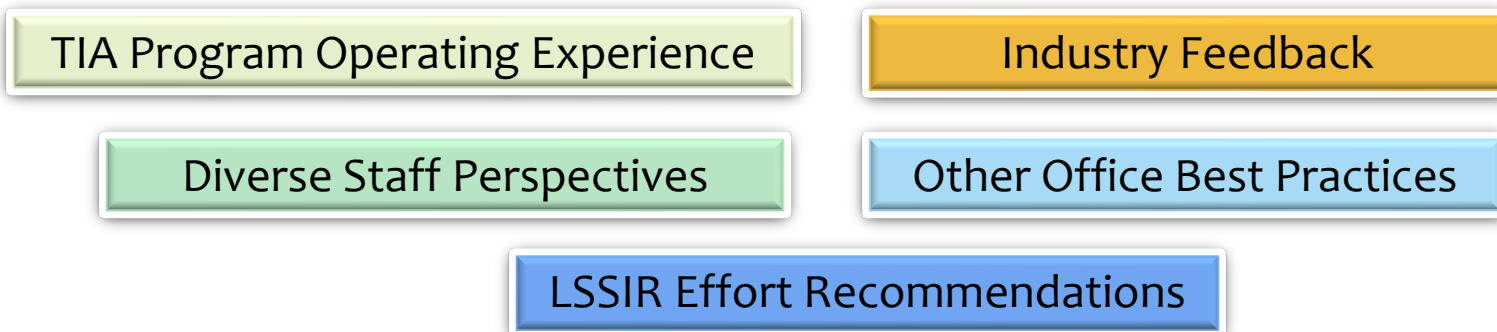 TIA Program Operating Experience
Industry Feedback
Diverse Staff Perspectives
Other Office Best Practices
LSSIR Effort Recommendations